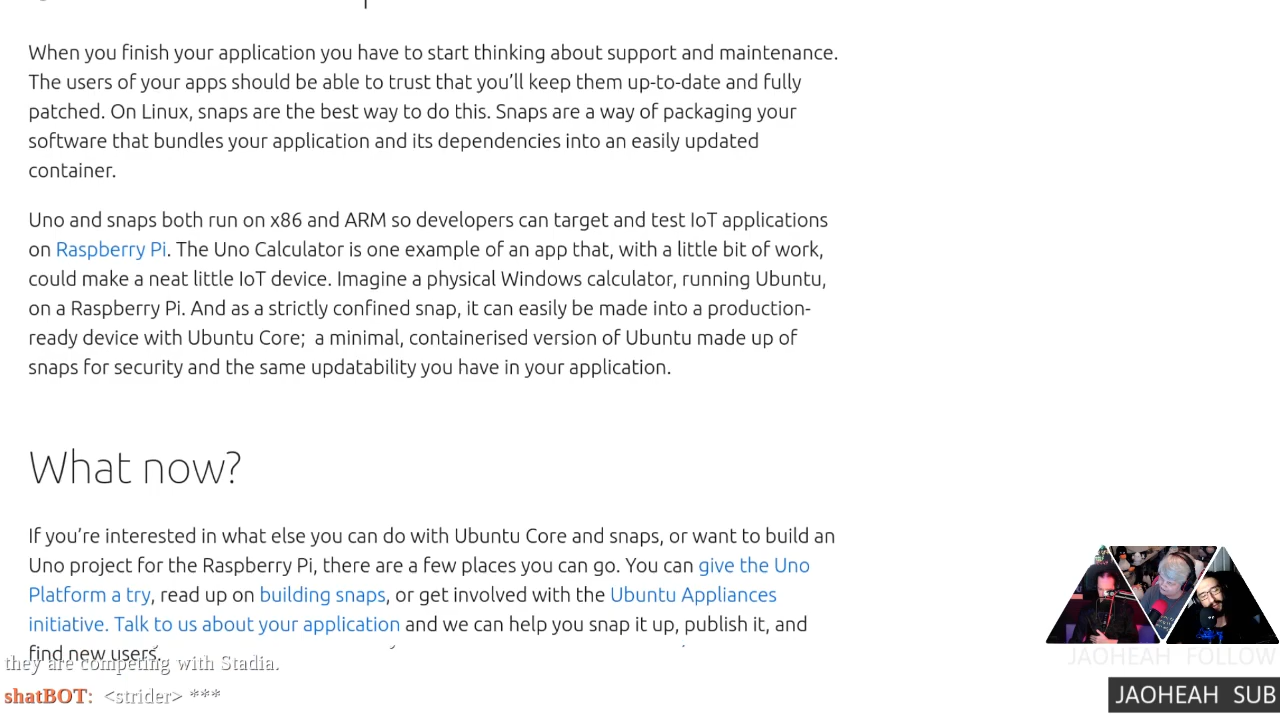 When you finish your application you have to start thinking about support and maintenance.
The users of your apps should be able to trust that you’ll keep them up-to-date and fully
patched. On Linux, snaps are the best way to do this. Snaps are a way of packaging your
software that bundles your application and its dependencies into an easily updated
container.
Uno and snaps both run on x86 and ARM so developers can target and test IoT applications
on Raspberry Pi. The Uno Calculator is one example of an app that, with a little bit of work,
could make a neat little IoT device. Imagine a physical Windows calculator, running Ubuntu,
on a Raspberry Pi. And as a strictly confined snap, it can easily be made into a production-
ready device with Ubuntu Core;  a minimal, containerised version of Ubuntu made up of
snaps for security and the same updatability you have in your application.
What now?
If you’re interested in what else you can do with Ubuntu Core and snaps, or want to build an
Uno project for the Raspberry Pi, there are a few places you can go. You can give the Uno
Platform a try, read up on building snaps, or get involved with the Ubuntu Appliances
initiative. Talk to us about your application and we can help you snap it up, publish it, and
find new users.
they are competing with Stadia.
shatBOT: <strider> ***
JAOHEAH FOLLOW
JAOHEAH SUB